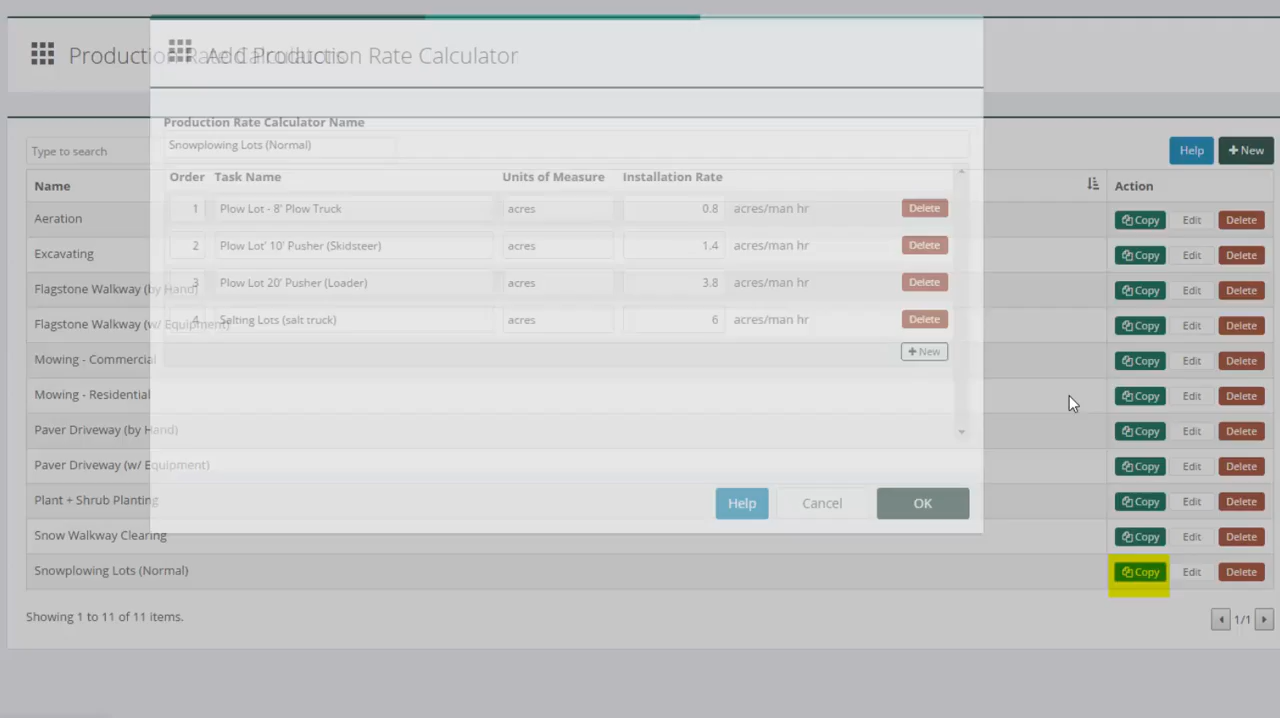 Production Rate Calculators
Add Production Rate Calculator
Production Rate Calculator Name
Type to search
Snowplowing Lots (Normal)
Help
+ New
Name
Action
Order Task Name Units of Measure Installation Rate
1 Plow Lot - 8' Plow Truck acres 0.8 acres/man hr Delete
2 Plow Lot' 10' Pusher (Skidsteer) acres 1.4 acres/man hr Delete
3 Plow Lot 20' Pusher (Loader) acres 3.8 acres/man hr Delete
4 Salting Lots (salt truck) acres 6 acres/man hr Delete
+ New
Help
Cancel
OK
Aeration Copy Edit Delete
Excavating Copy Edit Delete
Flagstone Walkway (by Hand) Copy Edit Delete
Flagstone Walkway (w/ Equipment) Copy Edit Delete
Mowing - Commercial Copy Edit Delete
Mowing - Residential Copy Edit Delete
Paver Driveway (by Hand) Copy Edit Delete
Paver Driveway (w/ Equipment) Copy Edit Delete
Plant + Shrub Planting Copy Edit Delete
Snow Walkway Clearing Copy Edit Delete
Snowplowing Lots (Normal) Copy Edit Delete
Showing 1 to 11 of 11 items.
1/1